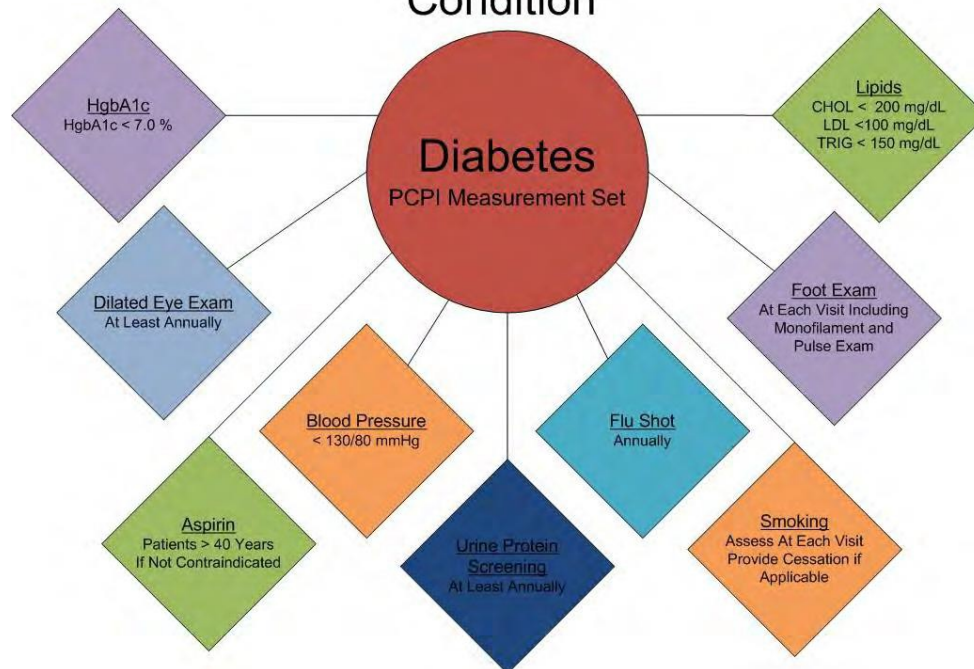 Condition
HgbA1c
HgbA1c < 7.0 %
Diabetes
PCPI Measurement Set
Lipids
CHOL < 200 mg/dL
LDL <100 mg/dL
TRIG < 150 mg/dL
Dilated Eye Exam
At Least Annually
Foot Exam
At Each Visit Including
Monofilament and
Pulse Exam
Blood Pressure
< 130/80 mmHg
Flu Shot
Annually
Aspirin
Patients > 40 Years
If Not Contraindicated
Urine Protein
Screening
At Least Annually
Smoking
Assess At Each Visit
Provide Cessation if
Applicable